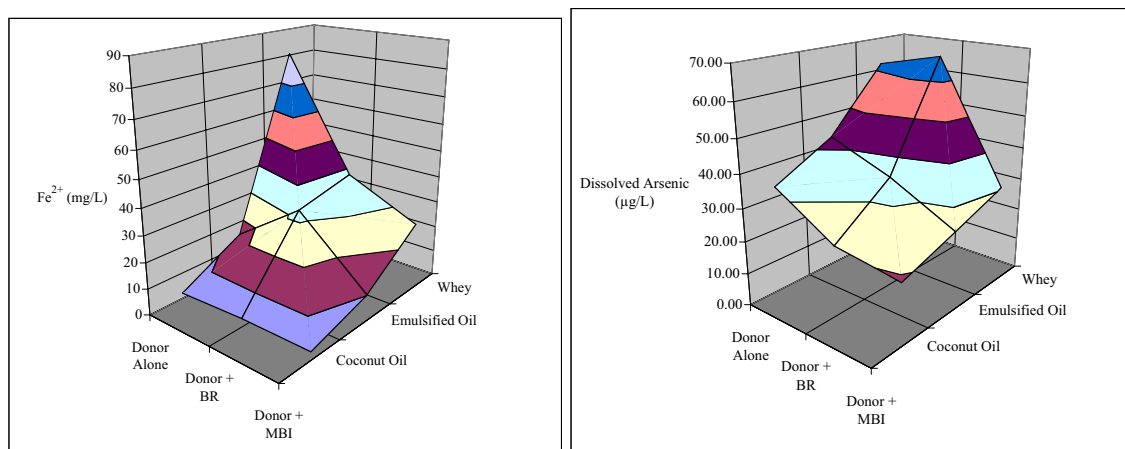 90
80
70
60
50
40
30
20
10
0
Fe2+ (mg/L)
Donor
Alone
Donor +
BR
Donor +
MBI
Coconut Oil
Emulsified Oil
Whey
70.00
60.00
50.00
40.00
30.00
20.00
10.00
0.00
Dissolved Arsenic
(µg/L)
Donor
Alone
Donor +
BR
Donor +
MBI
Coconut Oil
Emulsified Oil
Whey